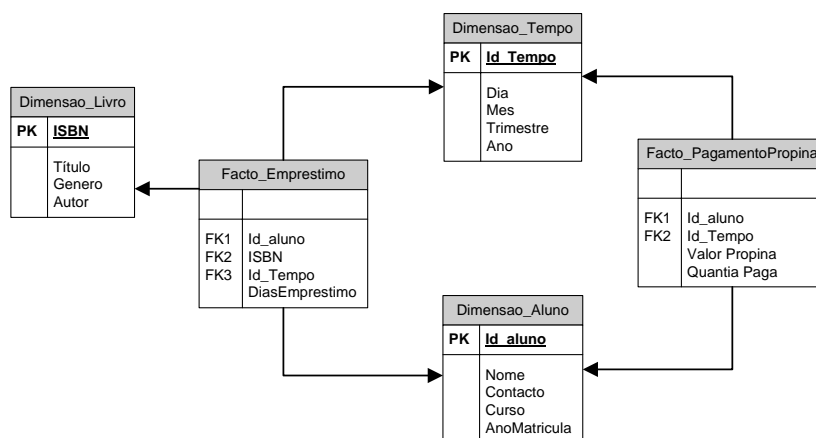 Dimensao_Tempo
PK Id_Tempo
Dia
Mes
Trimestre
Ano
Dimensao_Livro
PK ISBN
Título
Genero
Autor
Facto_Emprestimo
FK1 Id_aluno
FK2 ISBN
FK3 Id_Tempo
DiasEmprestimo
Facto_PagamentoPropina
FK1 Id_aluno
FK2 Id_Tempo
Valor Propina
Quantia Paga
Dimensao_Aluno
PK Id_aluno
Nome
Contacto
Curso
AnoMatricula